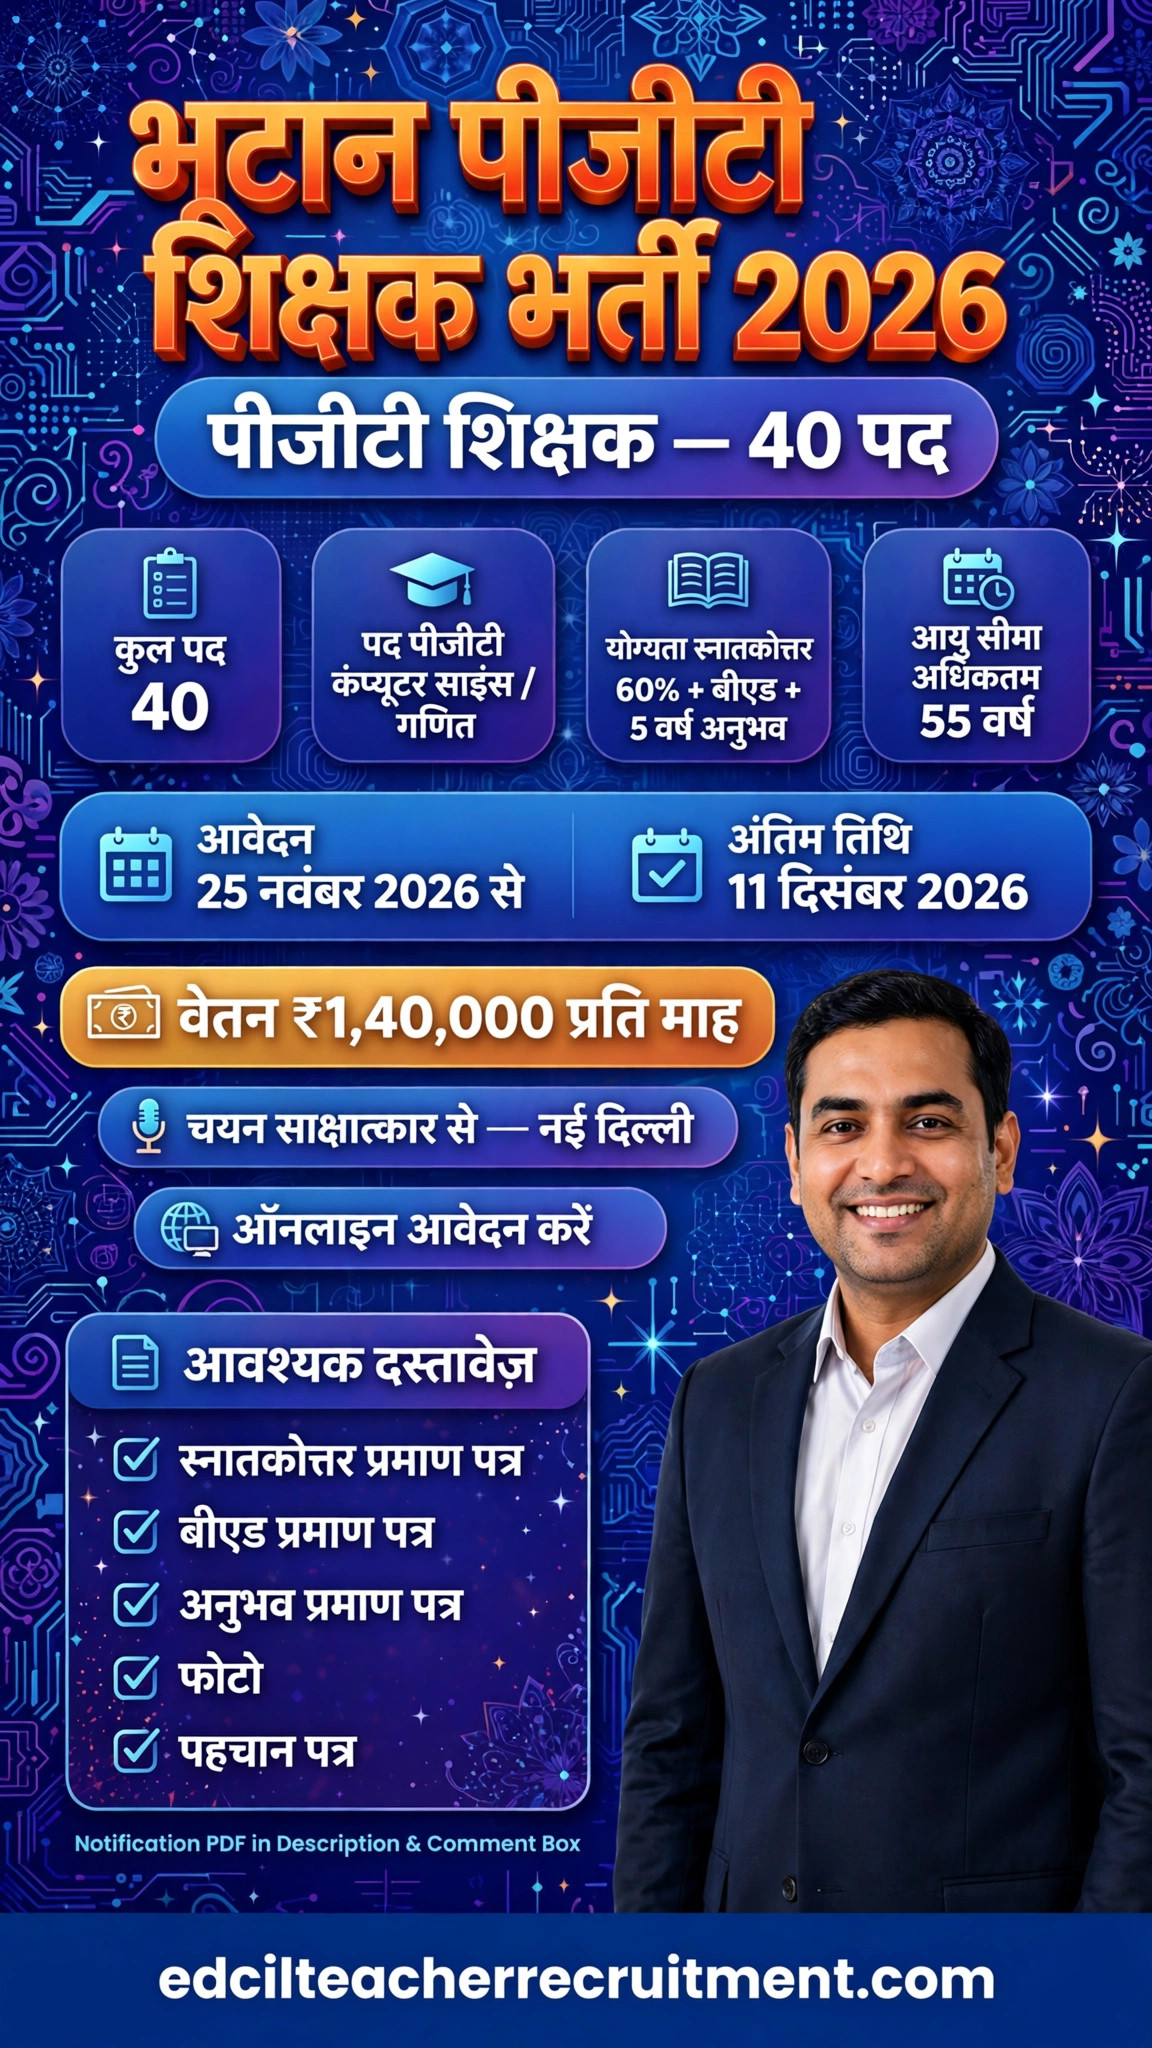 भूटान पीजीटी
शिक्षक भर्ती 2026
पीजीटी शिक्षक – 40 पद
कुल पद
40
पद पीजीटी
कंप्यूटर साइंस /
गणित
योग्यता स्नातकोत्तर
60% + बीएड +
5 वर्ष अनुभव
आयु सीमा
अधिकतम
55 वर्ष
आवेदन
25 नवंबर 2026 से
अंतिम तिथि
11 दिसंबर 2026
वेतन ₹1,40,000 प्रति माह
चयन साक्षात्कार से — नई दिल्ली
ऑनलाइन आवेदन करें
आवश्यक दस्तावेज़
स्नातकोत्तर प्रमाण पत्र
बीएड प्रमाण पत्र
अनुभव प्रमाण पत्र
फोटो
पहचान पत्र
Notification PDF in Description & Comment Box
edcilteacherrecruitment.com